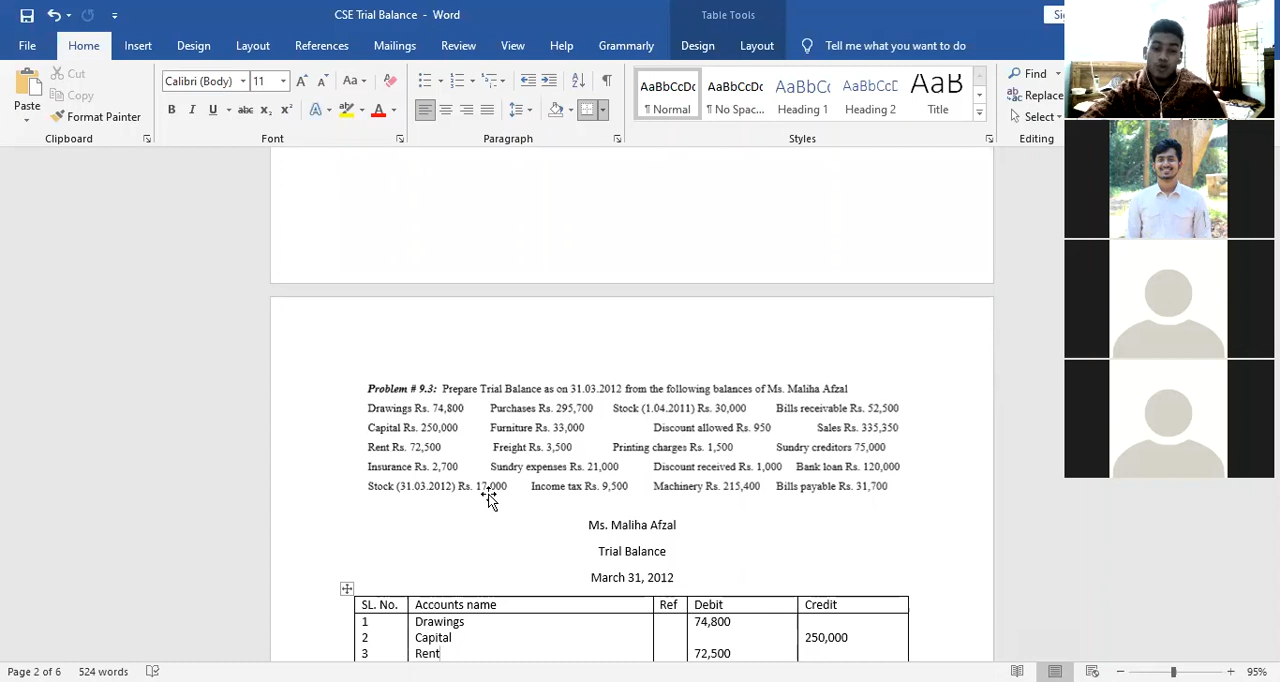 CSE Trial Balance - Word
Table Tools
File Home Insert Design Layout References Mailings Review View Help Grammarly Design Layout Tell me what you want to do
Paste
Cut
Copy
Format Painter
Calibri (Body) 11
AaBbCcDc AaBbCcDc AaBbCc AaBbCcD AaB
¶ Normal ¶ No Spac... Heading 1 Heading 2 Title
Find
Replace
Select
Clipboard Font Paragraph Styles Editing
Problem # 9.3: Prepare Trial Balance as on 31.03.2012 from the following balances of Ms. Maliha Afzal
Drawings Rs. 74,800 Purchases Rs. 295,700 Stock (1.04.2011) Rs. 30,000 Bills receivable Rs. 52,500
Capital Rs. 250,000 Furniture Rs. 33,000 Discount allowed Rs. 950 Sales Rs. 335,350
Rent Rs. 72,500 Freight Rs. 3,500 Printing charges Rs. 1,500 Sundry creditors 75,000
Insurance Rs. 2,700 Sundry expenses Rs. 21,000 Discount received Rs. 1,000 Bank loan Rs. 120,000
Stock (31.03.2012) Rs. 17,000 Income tax Rs. 9,500 Machinery Rs. 215,400 Bills payable Rs. 31,700
Ms. Maliha Afzal
Trial Balance
March 31, 2012
SL. No. Accounts name Ref Debit Credit
1 Drawings 74,800
2 Capital 250,000
3 Rent 72,500
Page 2 of 6 524 words 95%